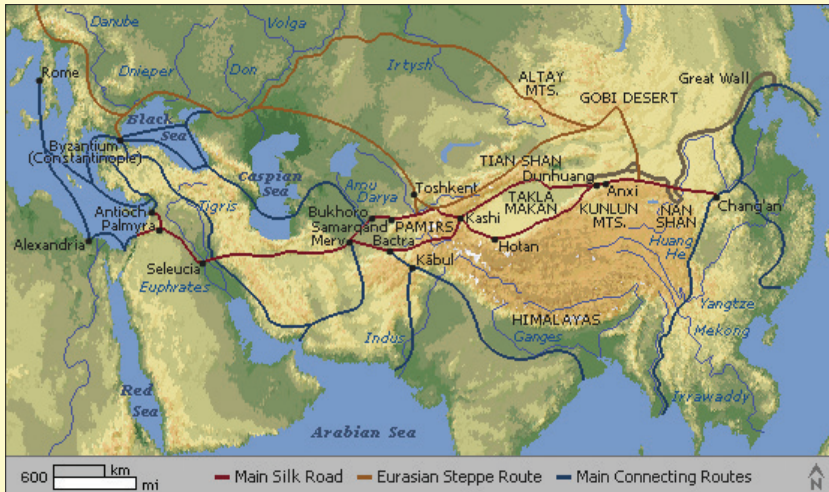 Danube
Volga
Dnieper
Don
Irtysh
Rome
ALTAY
MTS.
Great Wall
GOBI DESERT
Black
Sea
Byzantium
(Constantinople)
Caspian
Sea
TIAN SHAN
Dunhuang
Amu
Darya
Toshkent
Anxi
Tigris
Antioch
Palmyra
Bukhoro
Samarqand
Merv
PAMIRS
Bactra
Kashi
TAKLA
MAKAN
KUNLUN
MTS.
NAN
SHAN
Chang'an
Alexandria
Seleucia
Euphrates
Kābul
Hotan
Huang
He
Indus
HIMALAYAS
Ganges
Yangtze
Mekong
Irrawaddy
Red
Sea
Arabian Sea
600 km
mi
Main Silk Road Eurasian Steppe Route Main Connecting Routes
N